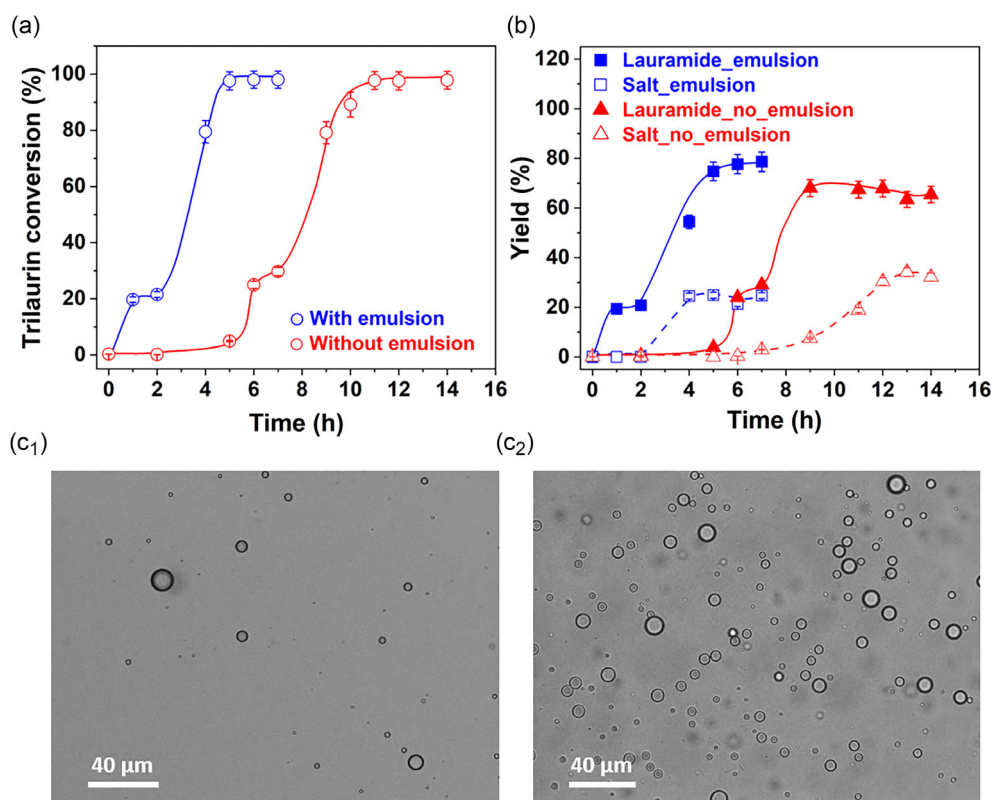 (a)
100
80
60
40
20
0
Trilaurin conversion (%)
With emulsion
Without emulsion
0 2 4 6 8 10 12 14 16
Time (h)
(b)
120
100
80
60
40
20
0
Yield (%)
Lauramide_emulsion
Salt_emulsion
Lauramide_no_emulsion
Salt_no_emulsion
0 2 4 6 8 10 12 14 16
Time (h)
(c₁)
40 μm
(c₂)
40 μm